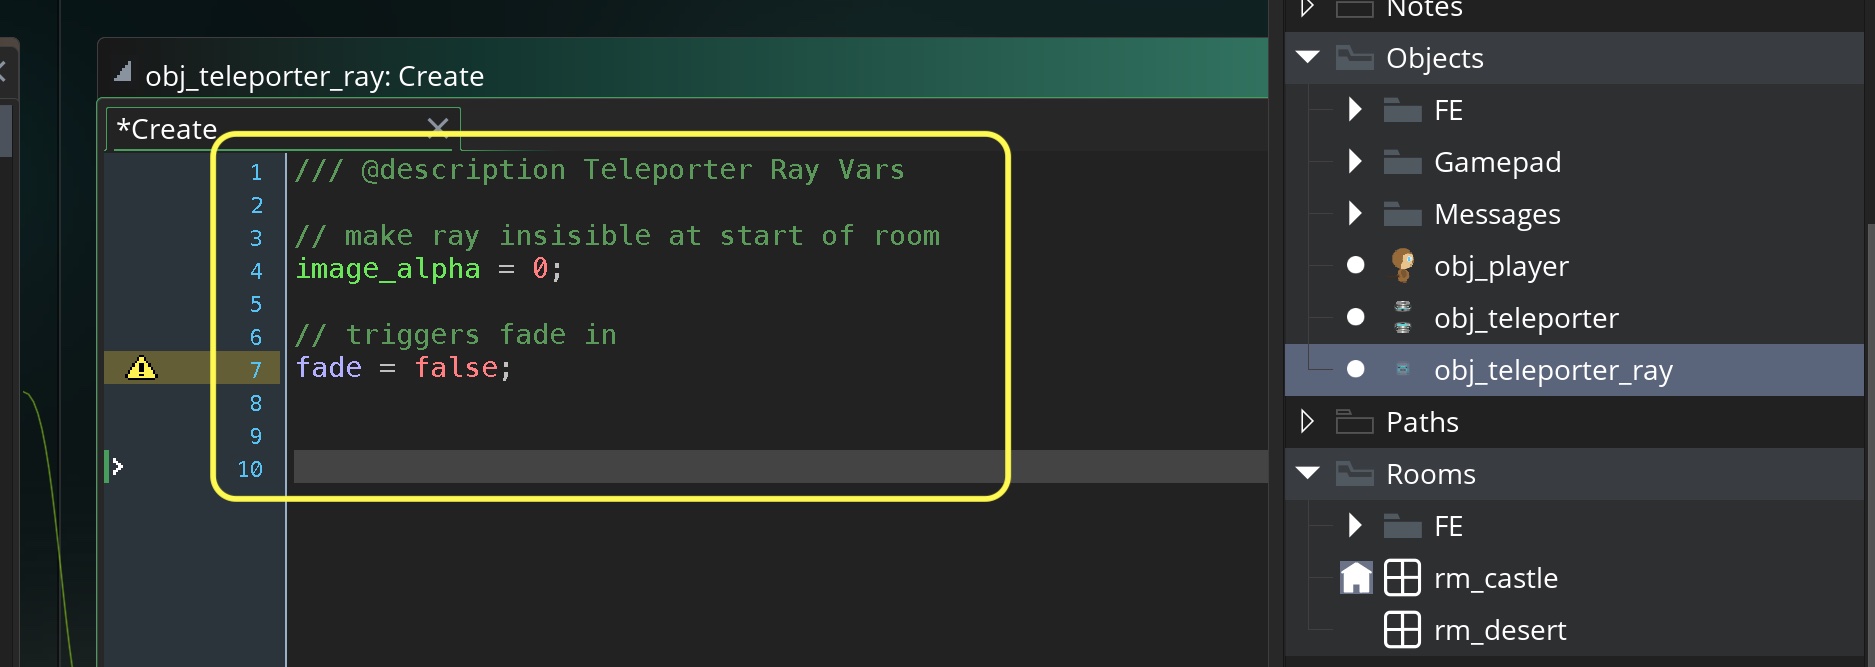 obj_teleporter_ray: Create
*Create
1 /// @description Teleporter Ray Vars
2
3 // make ray insisible at start of room
4 image_alpha = 0;
5
6 // triggers fade in
7 fade = false;
8
9
10
Notes
Objects
FE
Gamepad
Messages
obj_player
obj_teleporter
obj_teleporter_ray
Paths
Rooms
FE
rm_castle
rm_desert